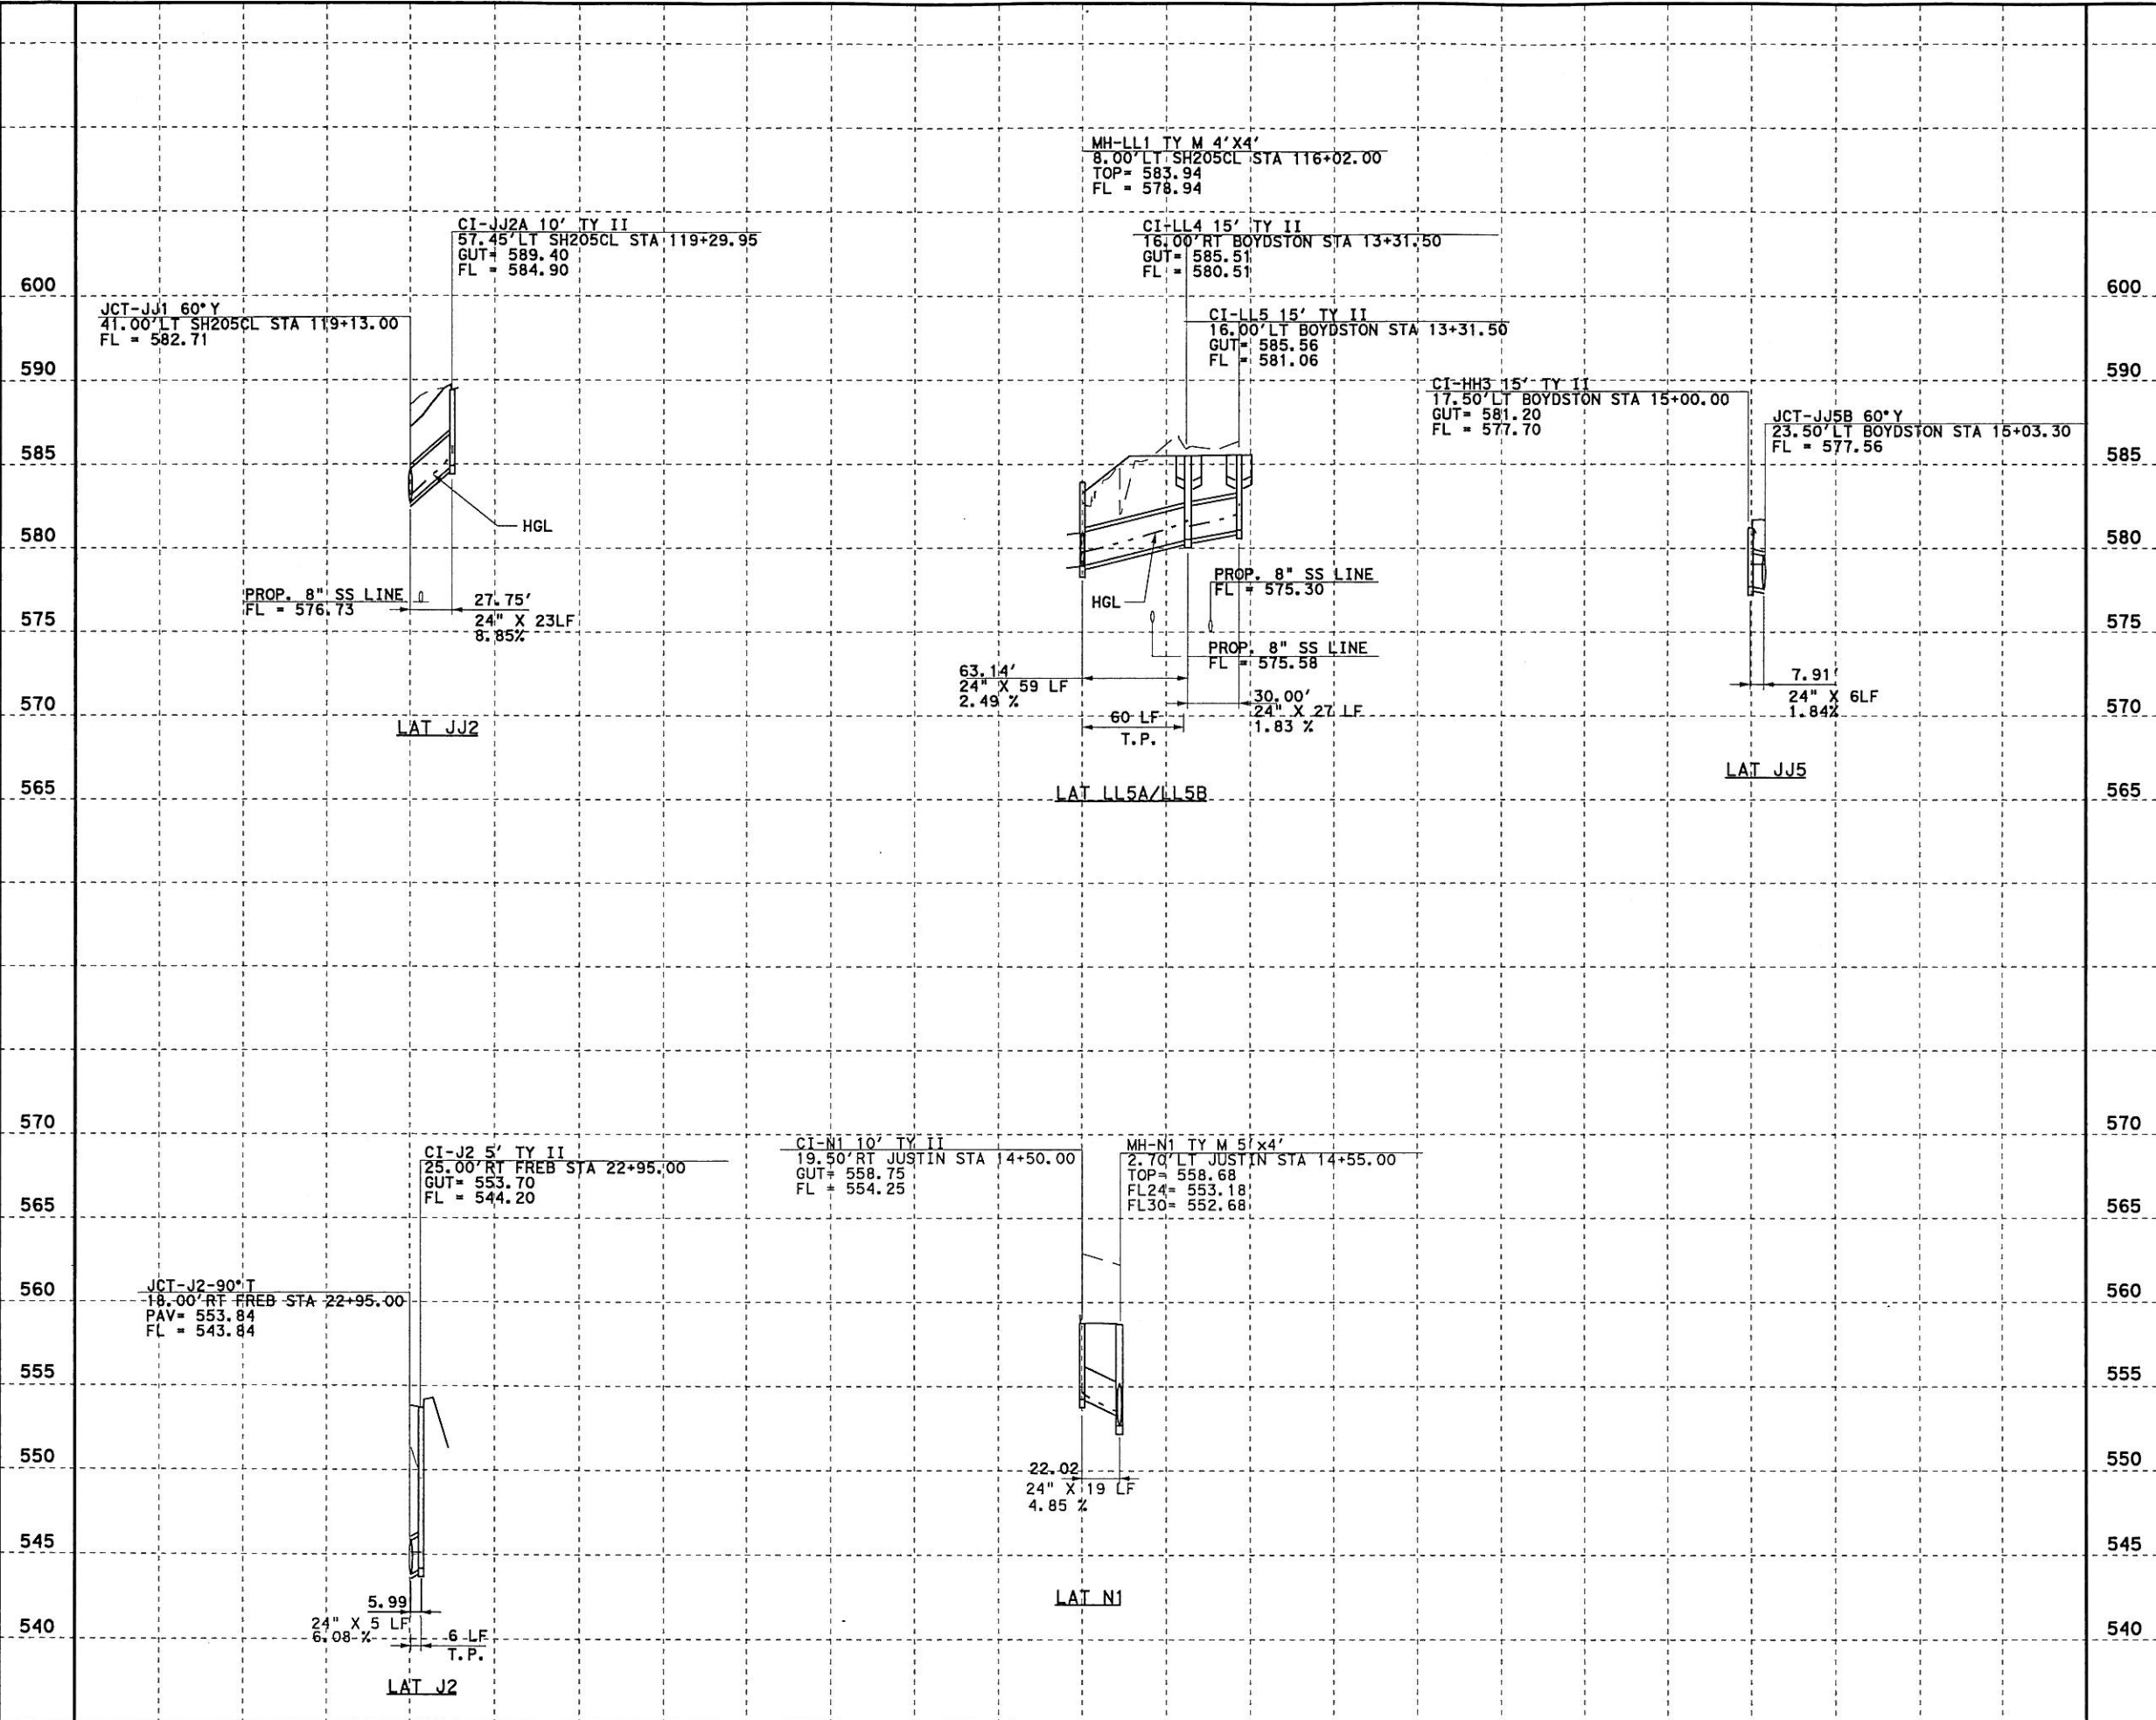 MH-LL1 TY M 4'X4'
8.00'LT SH205CL STA 116+02.00
TOP= 583.94
FL = 578.94
CI-JJ2A 10' TY II
57.45'LT SH205CL STA 119+29.95
GUT= 589.40
FL = 584.90
CI-LL4 15' TY II
16.00'RT BOYDSTON STA 13+31.50
GUT= 585.51
FL = 580.51
600
600
JCT-JJ1 60°Y
41.00'LT SH205CL STA 119+13.00
FL = 582.71
CI-LL5 15' TY II
16.00'LT BOYDSTON STA 13+31.50
GUT= 585.56
FL = 581.06
590
590
CI-HH3 15' TY II
17.50'LT BOYDSTON STA 15+00.00
GUT= 581.20
FL = 577.70
JCT-JJ5B 60°Y
23.50'LT BOYDSTON STA 15+03.30
FL = 577.56
585
585
HGL
580
580
PROP. 8" SS LINE
FL = 576.73
27.75'
24" X 23LF
8.85%
HGL
PROP. 8" SS LINE
FL = 575.30
575
575
PROP. 8" SS LINE
FL = 575.58
63.14'
24" X 59 LF
2.49 %
30.00'
24" X 27 LF
1.83 %
60 LF
T.P.
7.91'
24" X 6LF
1.84%
570
570
LAT JJ2
LAT JJ5
565
565
LAT LL5A/LL5B
570
570
CI-J2 5' TY II
25.00'RT FREB STA 22+95.00
GUT= 553.70
FL = 544.20
CI-N1 10' TY II
19.50'RT JUSTIN STA 14+50.00
GUT= 558.75
FL = 554.25
MH-N1 TY M 5'x4'
2.70'LT JUSTIN STA 14+55.00
TOP= 558.68
FL24= 553.18
FL30= 552.68
565
565
560
560
JCT-J2-90°T
18.00'RT FREB STA 22+95.00
PAV= 553.84
FL = 543.84
555
555
550
550
22.02
24" X 19 LF
4.85 %
545
545
LAT N1
5.99
24" X 5 LF
6.08 %
6 LF
T.P.
540
540
LAT J2